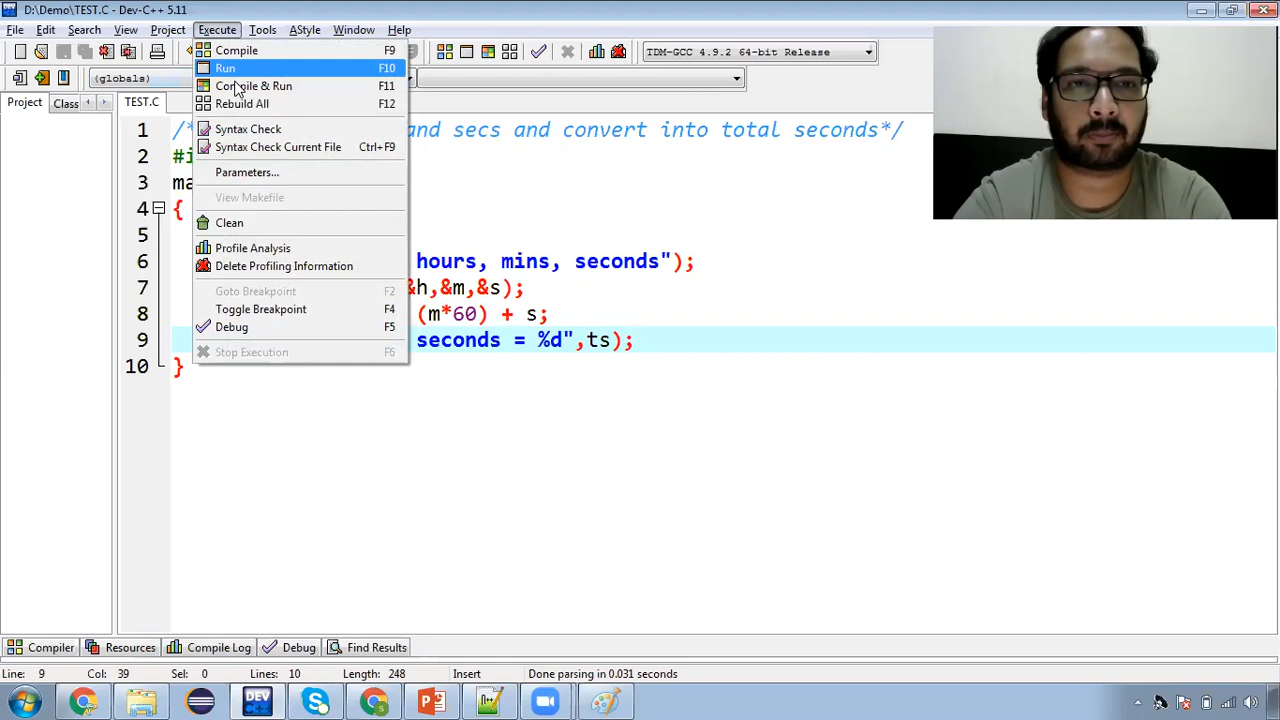 D:\Demo\TEST.C - Dev-C++ 5.11
File Edit Search View Project Execute Tools AStyle Window Help
Compile F9
TDM-GCC 4.9.2 64-bit Release
Run F10
(globals)
Compile & Run F11
Project Class TEST.C
Rebuild All F12
1 /* and secs and convert into total seconds*/
Syntax Check
Syntax Check Current File Ctrl+F9
2 #i
Parameters...
3 ma
View Makefile
4 {
Clean
5
Profile Analysis
6 hours, mins, seconds");
Delete Profiling Information
7 &h,&m,&s);
Goto Breakpoint F2
Toggle Breakpoint F4
8 (m*60) + s;
Debug F5
9 seconds = %d",ts);
Stop Execution F6
10 }
Compiler Resources Compile Log Debug Find Results
Line: 9 Col: 39 Sel: 0 Lines: 10 Length: 248 Insert Done parsing in 0.031 seconds
DEV C++